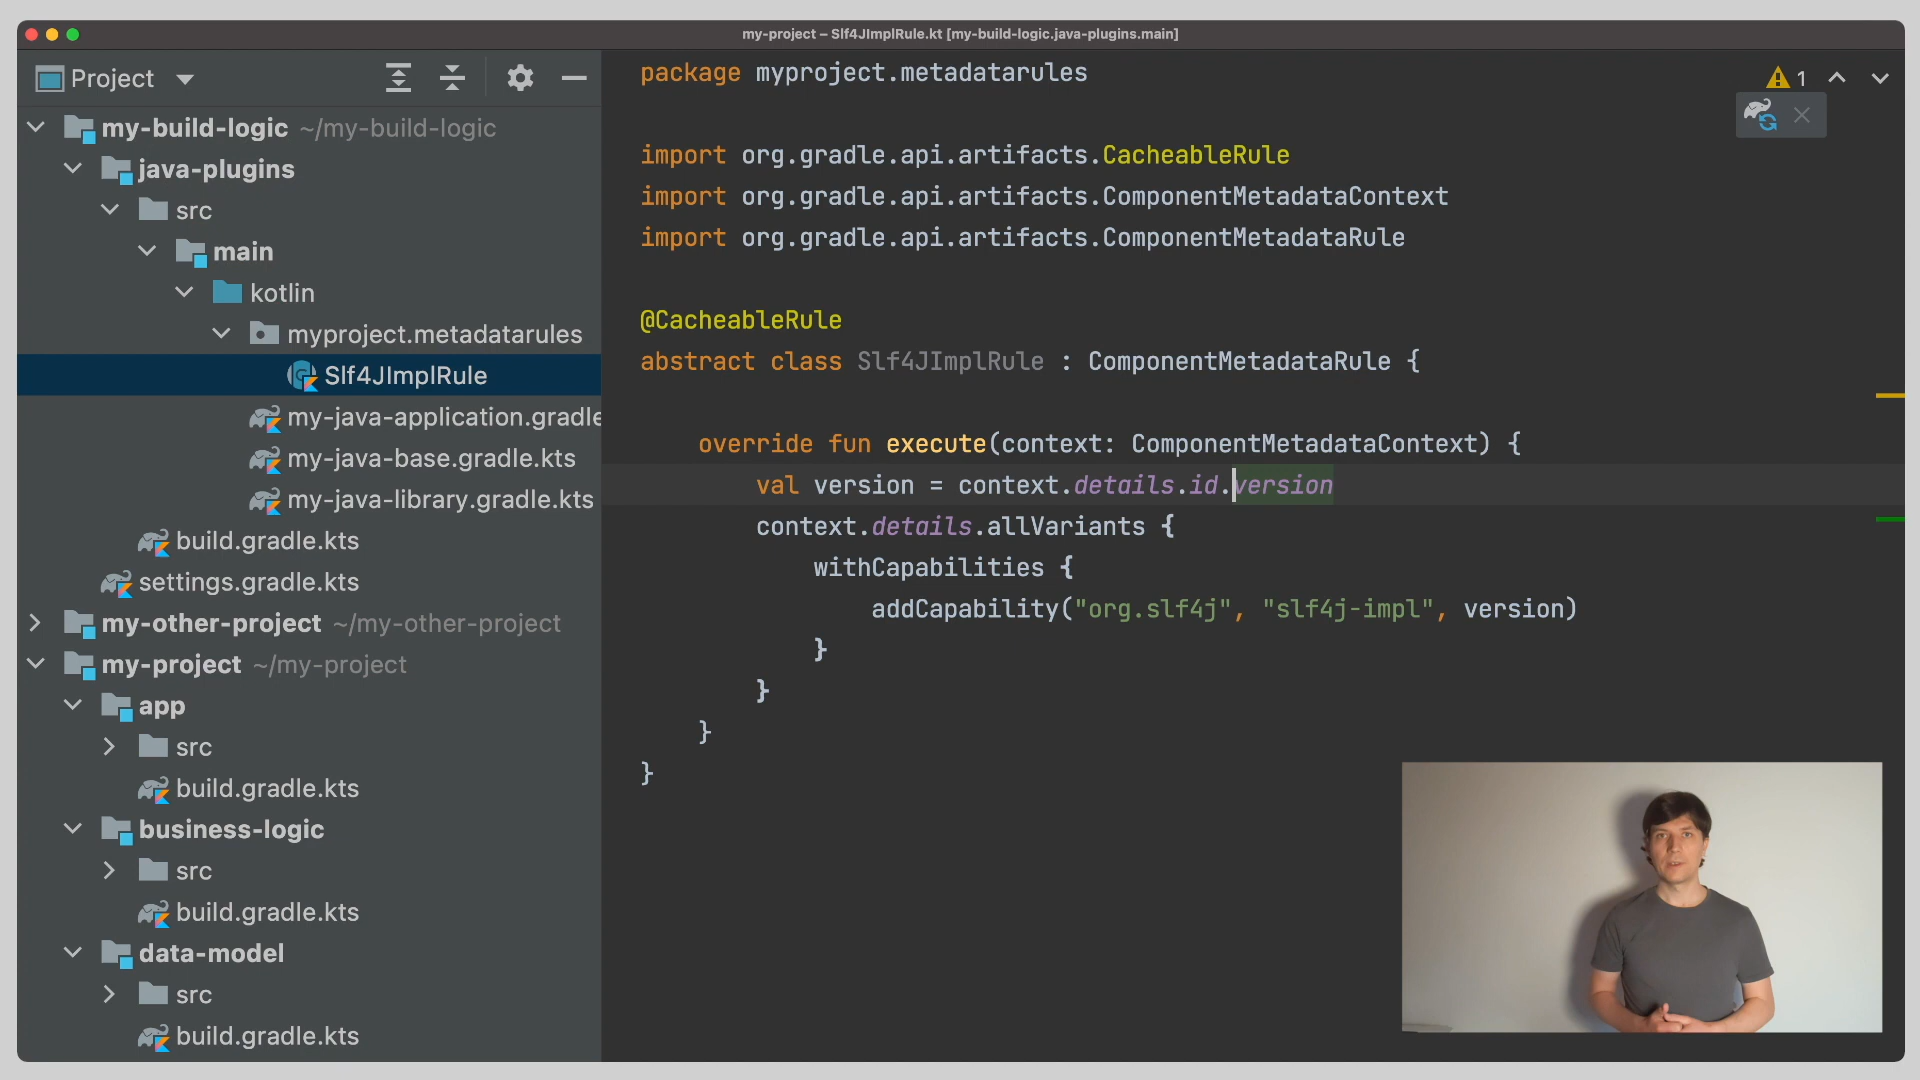 my-project – Slf4JImplRule.kt [my-build-logic.java-plugins.main]
Project
my-build-logic ~/my-build-logic
java-plugins
src
main
kotlin
myproject.metadatarules
Slf4JImplRule
my-java-application.gradle
my-java-base.gradle.kts
my-java-library.gradle.kts
build.gradle.kts
settings.gradle.kts
my-other-project ~/my-other-project
my-project ~/my-project
app
src
build.gradle.kts
business-logic
src
build.gradle.kts
data-model
src
build.gradle.kts
package myproject.metadatarules
1
import org.gradle.api.artifacts.CacheableRule
import org.gradle.api.artifacts.ComponentMetadataContext
import org.gradle.api.artifacts.ComponentMetadataRule
@CacheableRule
abstract class Slf4JImplRule : ComponentMetadataRule {
override fun execute(context: ComponentMetadataContext) {
val version = context.details.id.version
context.details.allVariants {
withCapabilities {
addCapability("org.slf4j", "slf4j-impl", version)
}
}
}
}